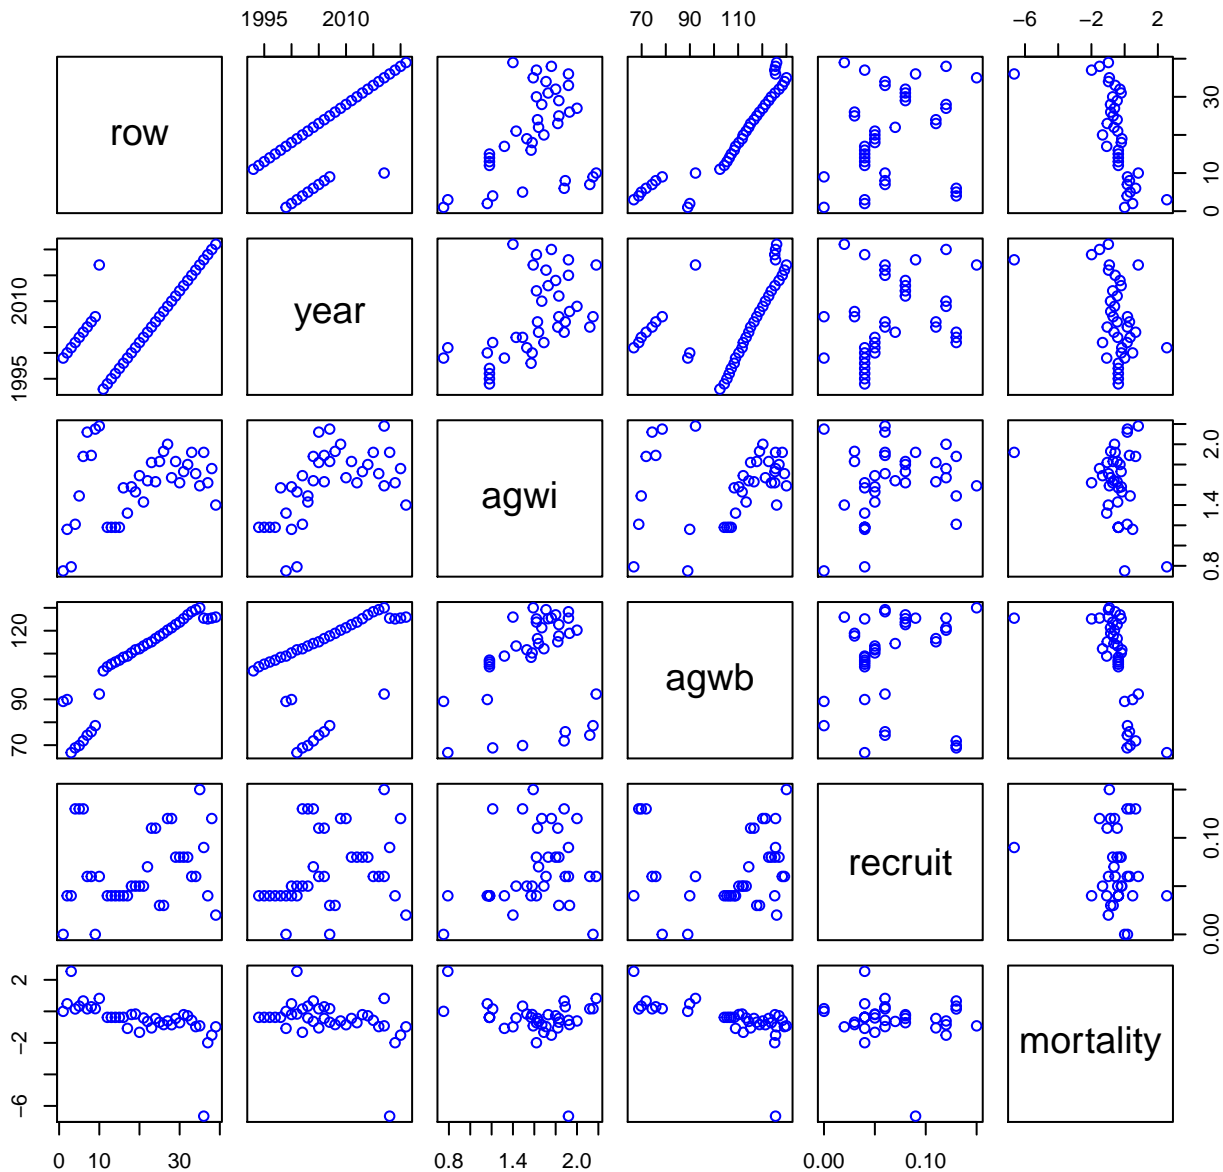 1995 2010 70 90 110 −6 −2 2
row 0 10 30
1995 2010 year
agwi 0.8 1.4 2.0
70 90 120 agwb
recruit 0.00 0.10
−6 −2 2 mortality
0 10 30 0.8 1.4 2.0 0.00 0.10